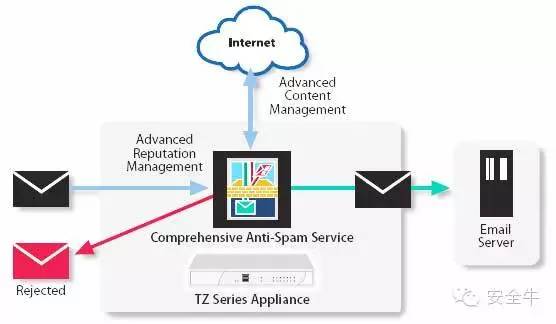 Internet
Advanced
Content
Management
Advanced
Reputation
Management
Comprehensive Anti-Spam Service
Email
Server
Rejected
TZ Series Appliance
安全牛